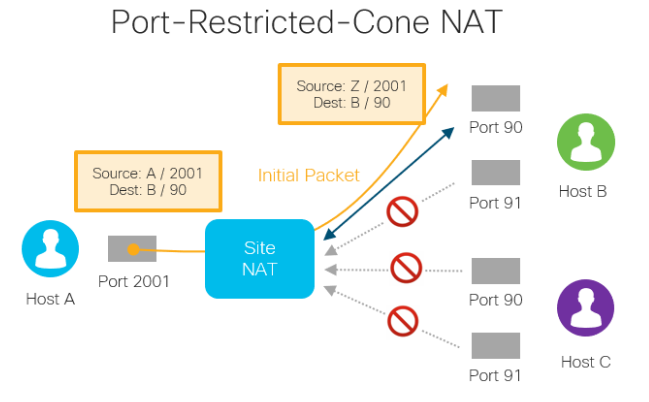 Port-Restricted-Cone NAT
Source: Z / 2001
Dest: B / 90
Port 90
Source: A / 2001
Dest: B / 90
Initial Packet
Host B
Port 91
Site
NAT
Port 2001
Host A
Port 90
Host C
Port 91